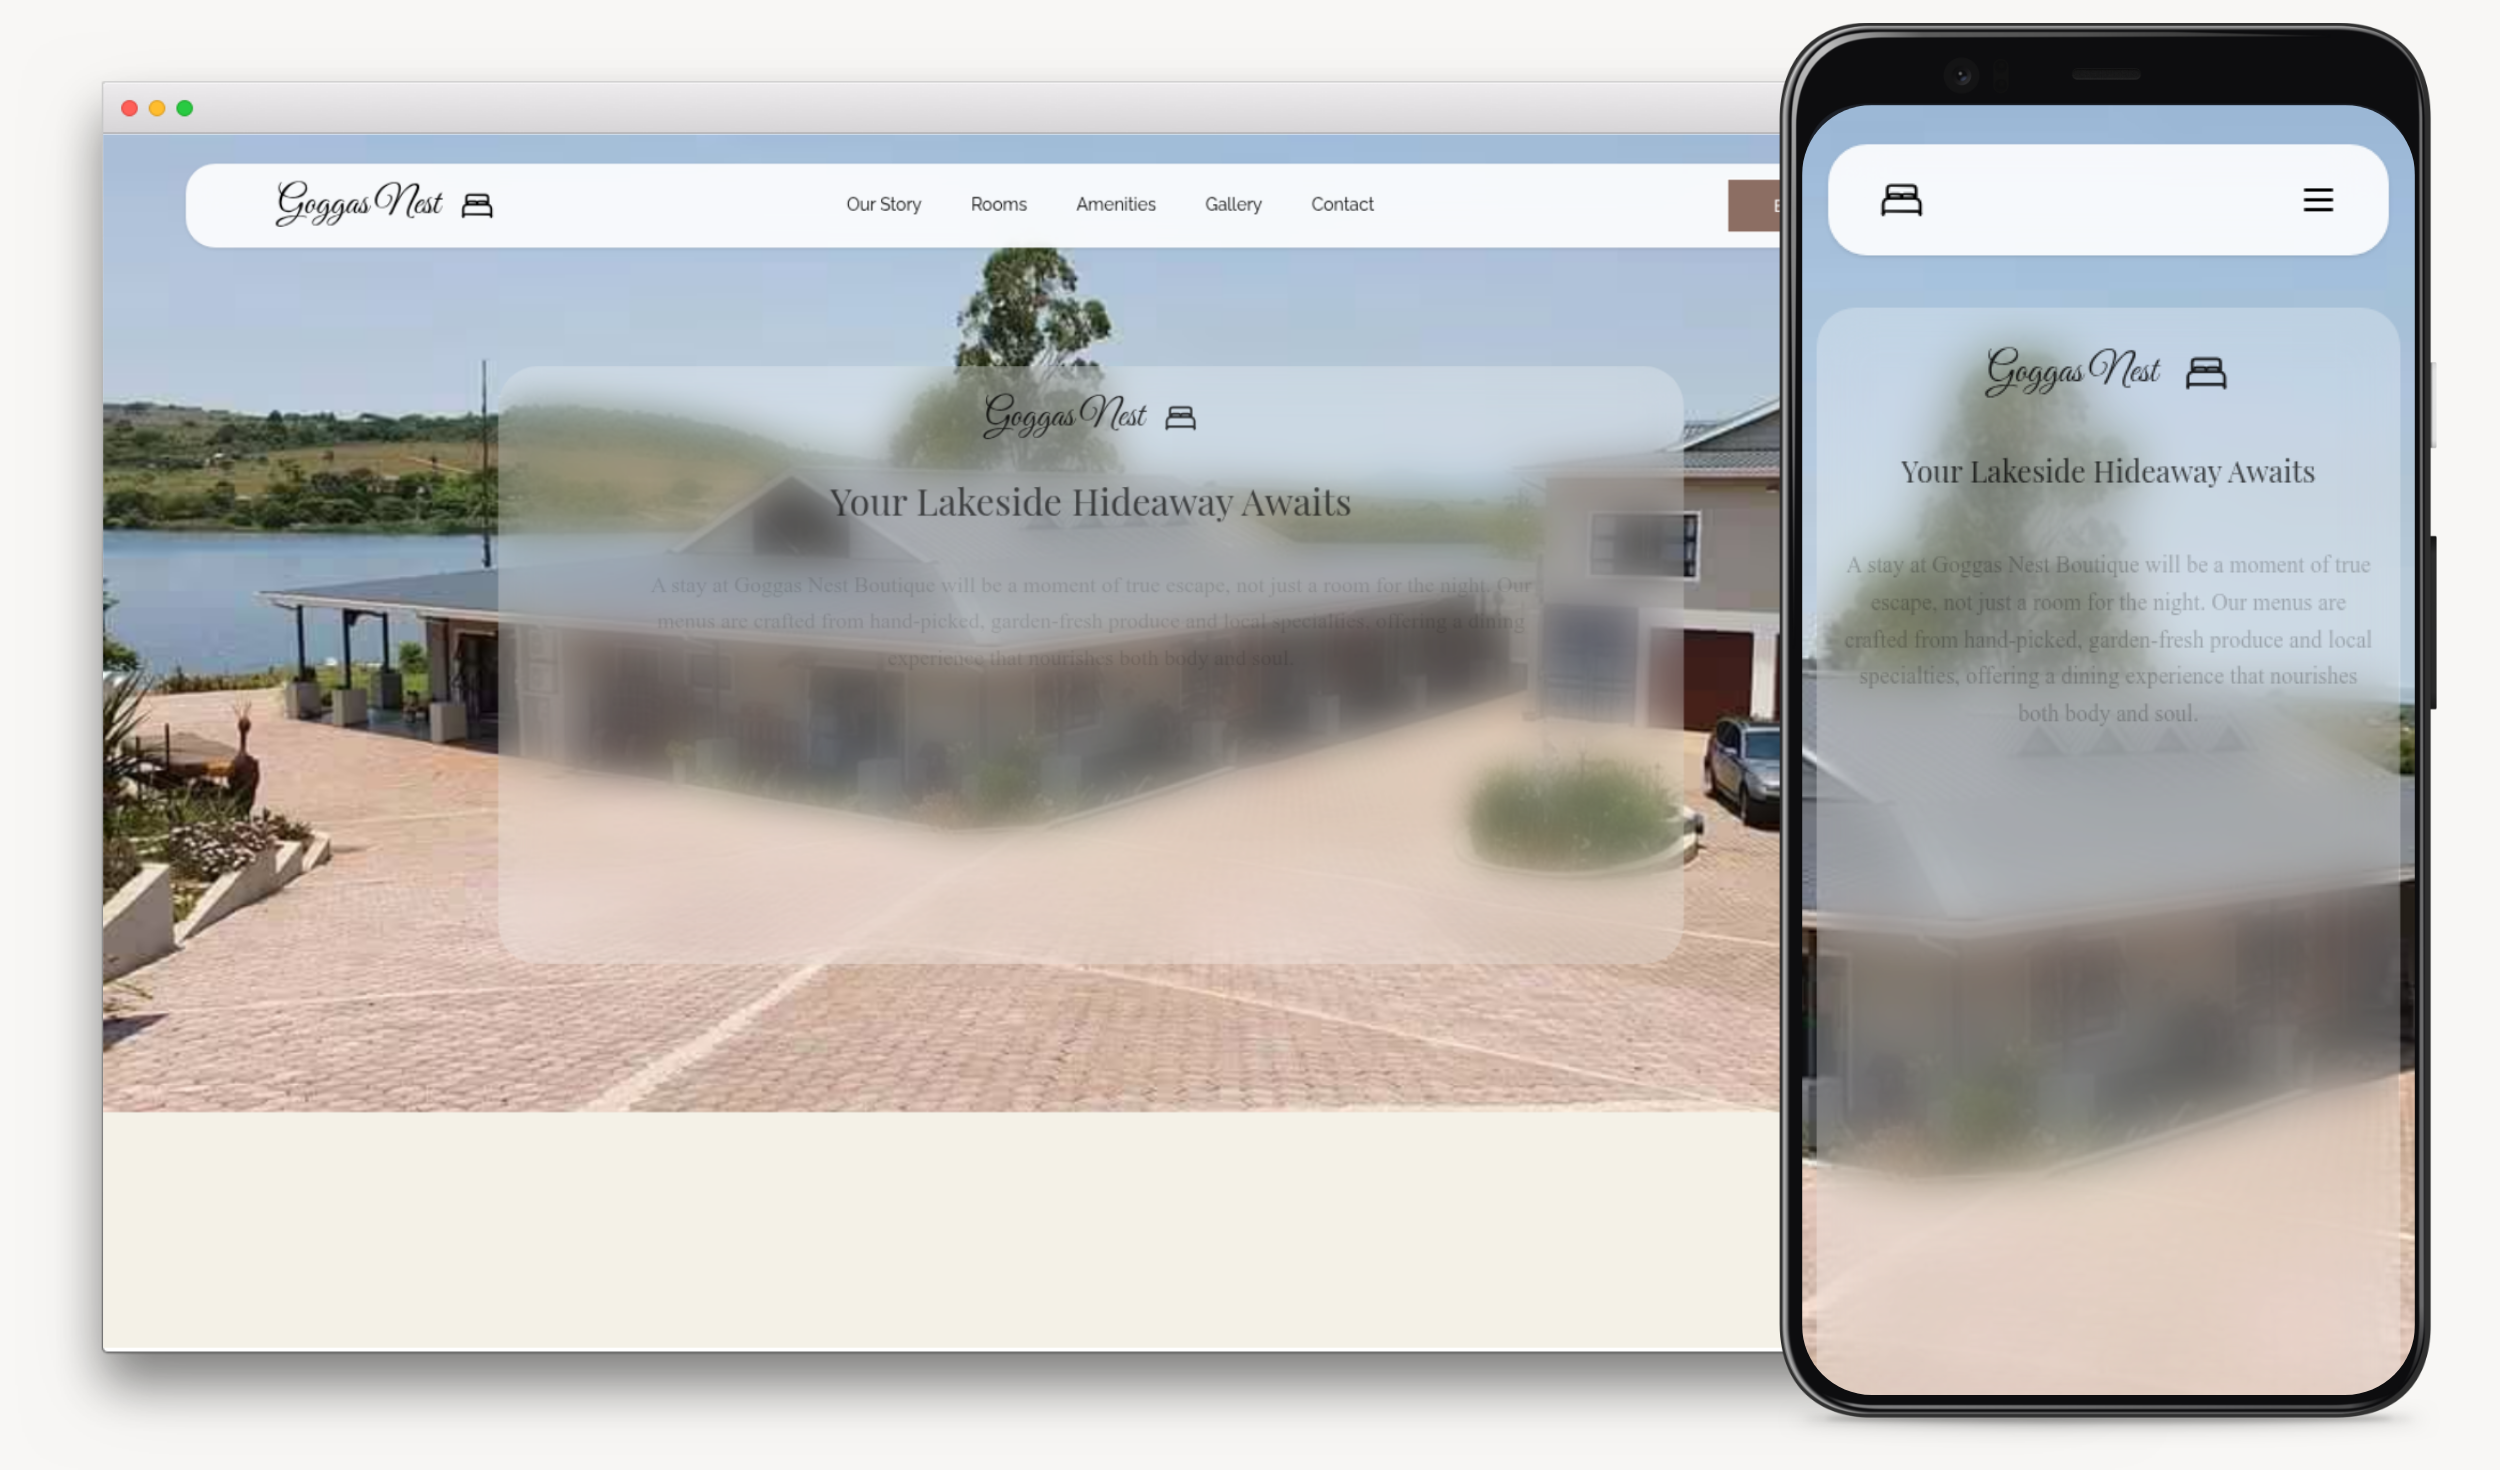 Goggas Nest
Our Story
Rooms
Amenities
Gallery
Contact
Goggas Nest
Your Lakeside Hideaway Awaits
A stay at Goggas Nest Boutique will be a moment of true escape, not just a room for the night. Our
menus are crafted from hand-picked, garden-fresh produce and local specialties, offering a dining
experience that nourishes both body and soul.
Goggas Nest
Your Lakeside Hideaway Awaits
A stay at Goggas Nest Boutique will be a moment of true
escape, not just a room for the night. Our menus are
crafted from hand-picked, garden-fresh produce and local
specialties, offering a dining experience that nourishes
both body and soul.